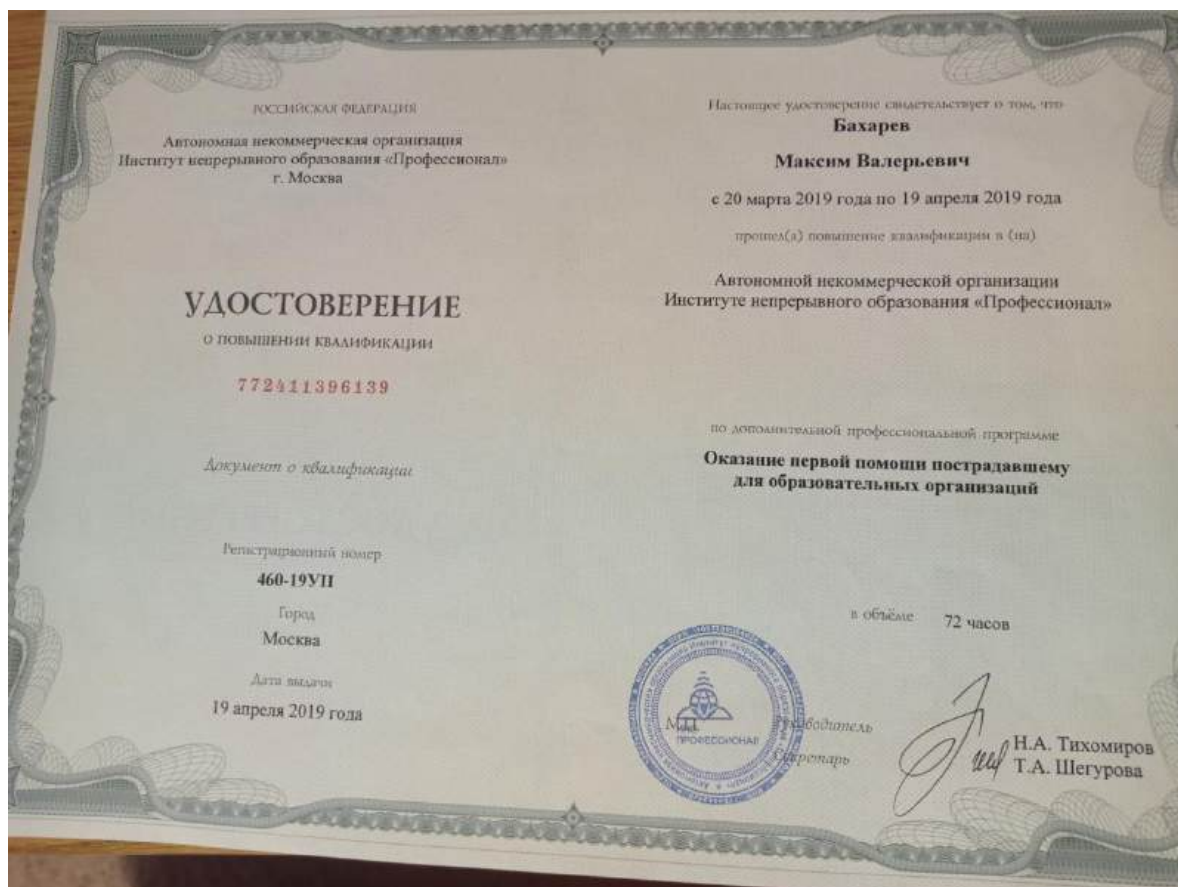 РОССИЙСКАЯ ФЕДЕРАЦИЯ
Автономная некоммерческая организация
Институт непрерывного образования «Профессионал»
г. Москва
УДОСТОВЕРЕНИЕ
О ПОВЫШЕНИИ КВАЛИФИКАЦИИ
772411396139
Документ о квалификации
Регистрационный номер
460-19УП
Город
Москва
Дата выдачи
19 апреля 2019 года
Настоящее удостоверение свидетельствует о том, что
Бахарев
Максим Валерьевич
с 20 марта 2019 года по 19 апреля 2019 года
прошел(а) повышение квалификации в (на)
Автономной некоммерческой организации
Институте непрерывного образования «Профессионал»
по дополнительной профессиональной программе
Оказание первой помощи пострадавшему
для образовательных организаций
в объёме 72 часов
М.П. Руководитель
Секретарь
Н.А. Тихомиров
Т.А. Шегурова
ПРОФЕССИОНАЛ